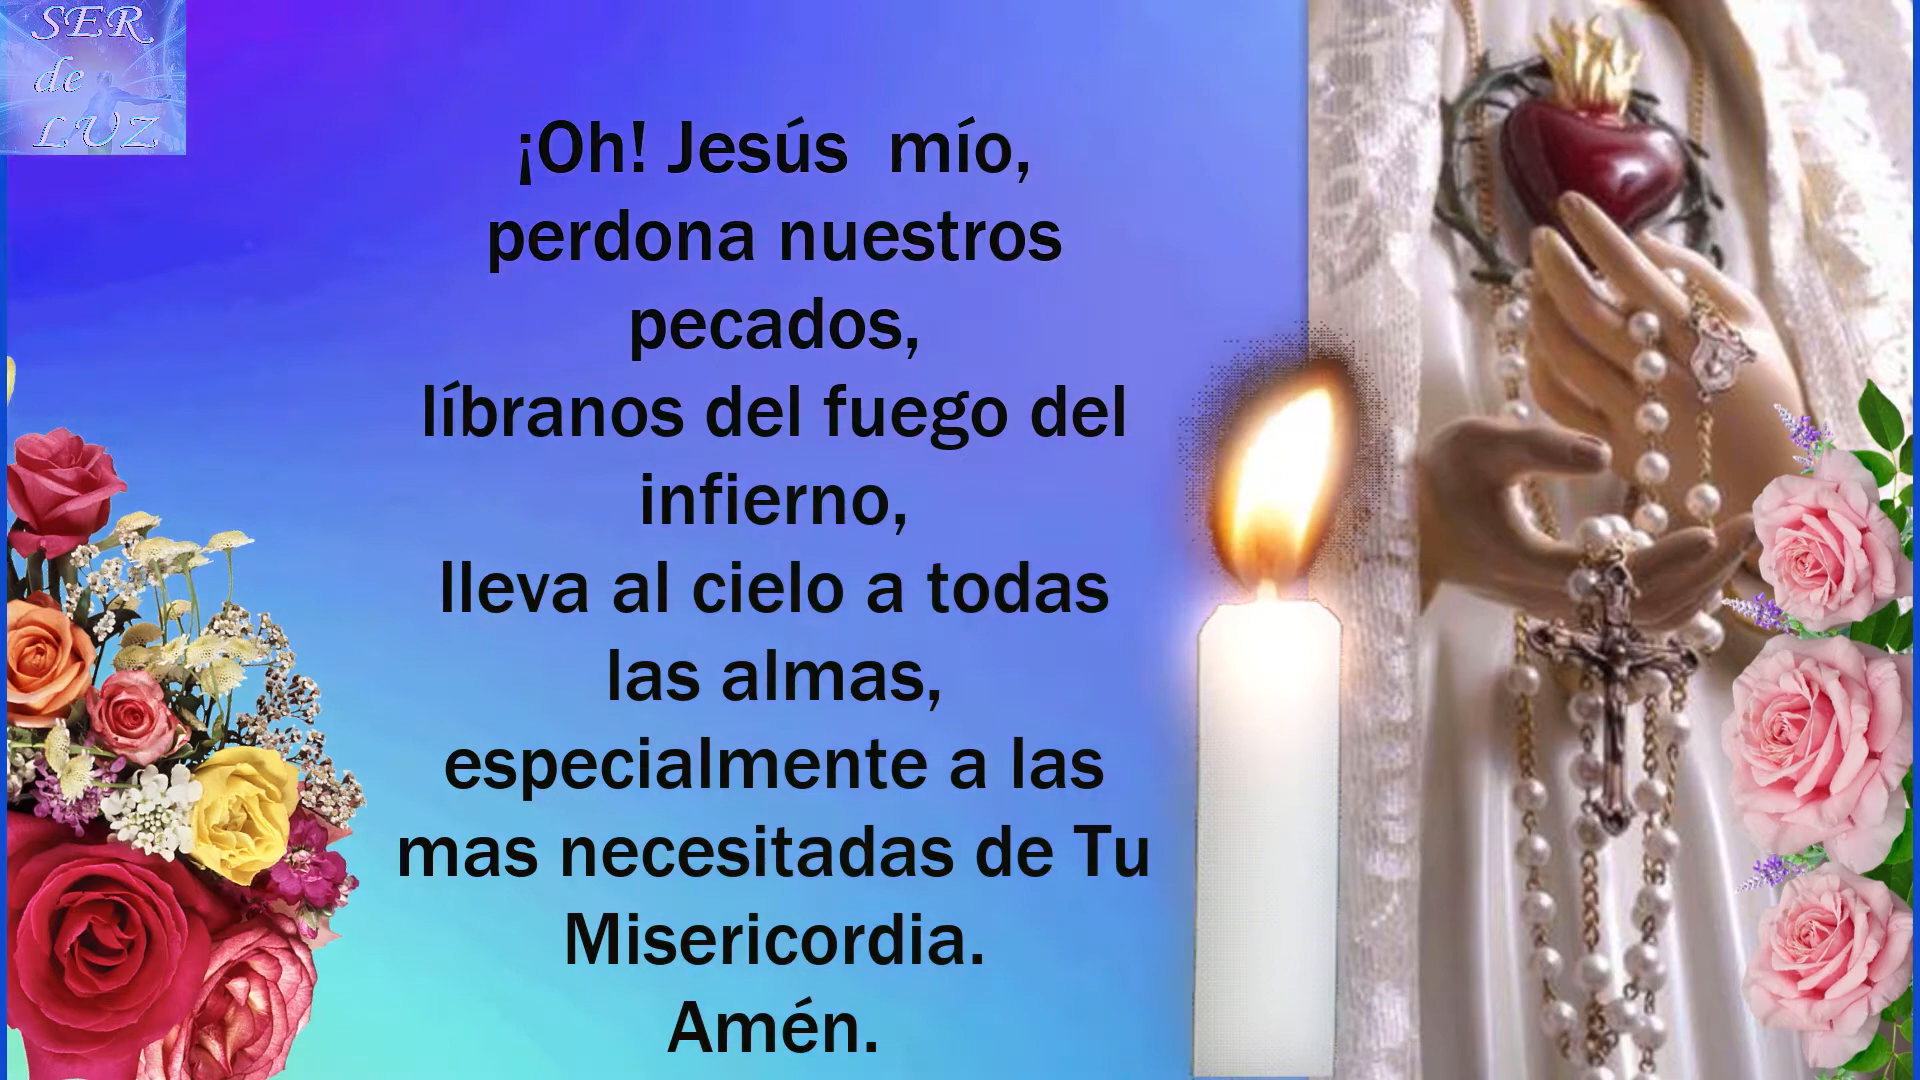 SER
de
LUZ
¡Oh! Jesús  mío,
perdona nuestros
pecados,
líbranos del fuego del
infierno,
lleva al cielo a todas
las almas,
especialmente a las
mas necesitadas de Tu
Misericordia.
Amén.